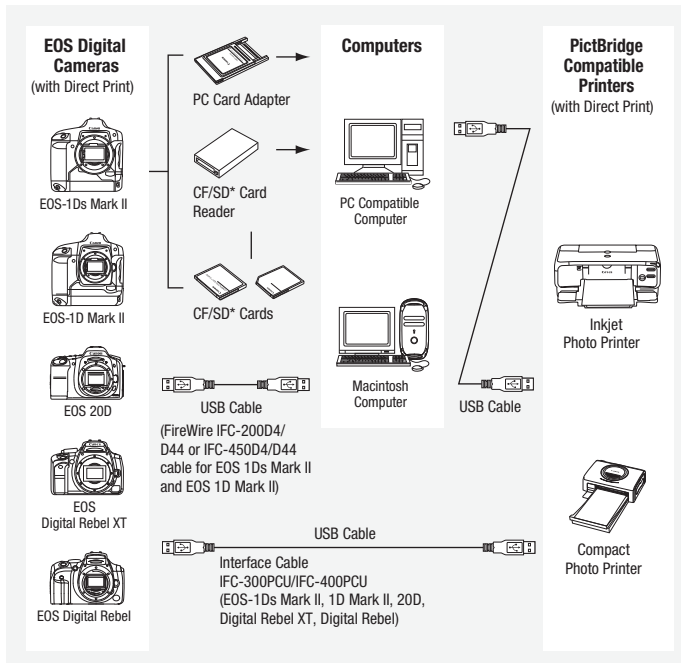 EOS Digital
Cameras
(with Direct Print)
EOS-1Ds Mark II
EOS-1D Mark II
EOS 20D
EOS
Digital Rebel XT
EOS Digital Rebel
PC Card Adapter
CF/SD* Card
Reader
CF/SD* Cards
USB Cable
(FireWire IFC-200D4/
D44 or IFC-450D4/D44
cable for EOS 1Ds Mark II
and EOS 1D Mark II)
Computers
PC Compatible
Computer
Macintosh
Computer
USB Cable
PictBridge
Compatible
Printers
(with Direct Print)
Inkjet
Photo Printer
Compact
Photo Printer
USB Cable
Interface Cable
IFC-300PCU/IFC-400PCU
(EOS-1Ds Mark II, 1D Mark II, 20D,
Digital Rebel XT, Digital Rebel)